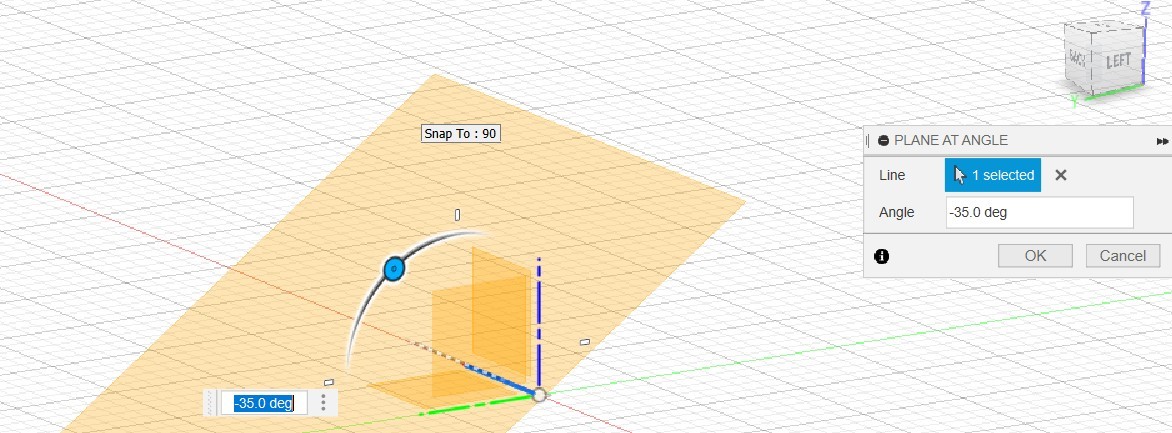 Z
BACK
LEFT
Y
Snap To : 90
PLANE AT ANGLE
Line
1 selected
Angle
-35.0 deg
OK
Cancel
-35.0 deg